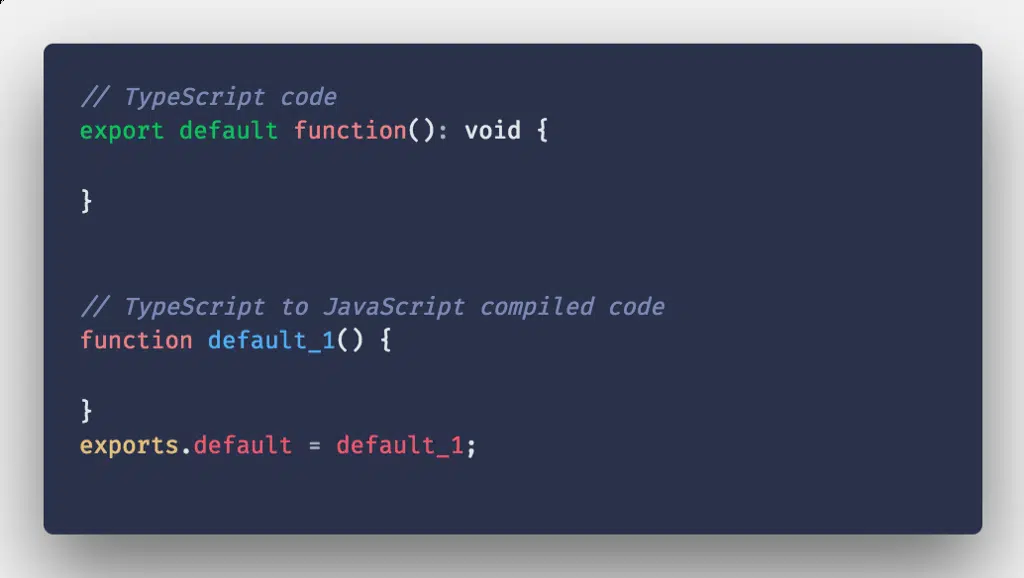 // TypeScript code
export default function(): void {
}
// TypeScript to JavaScript compiled code
function default_1() {
}
exports.default = default_1;